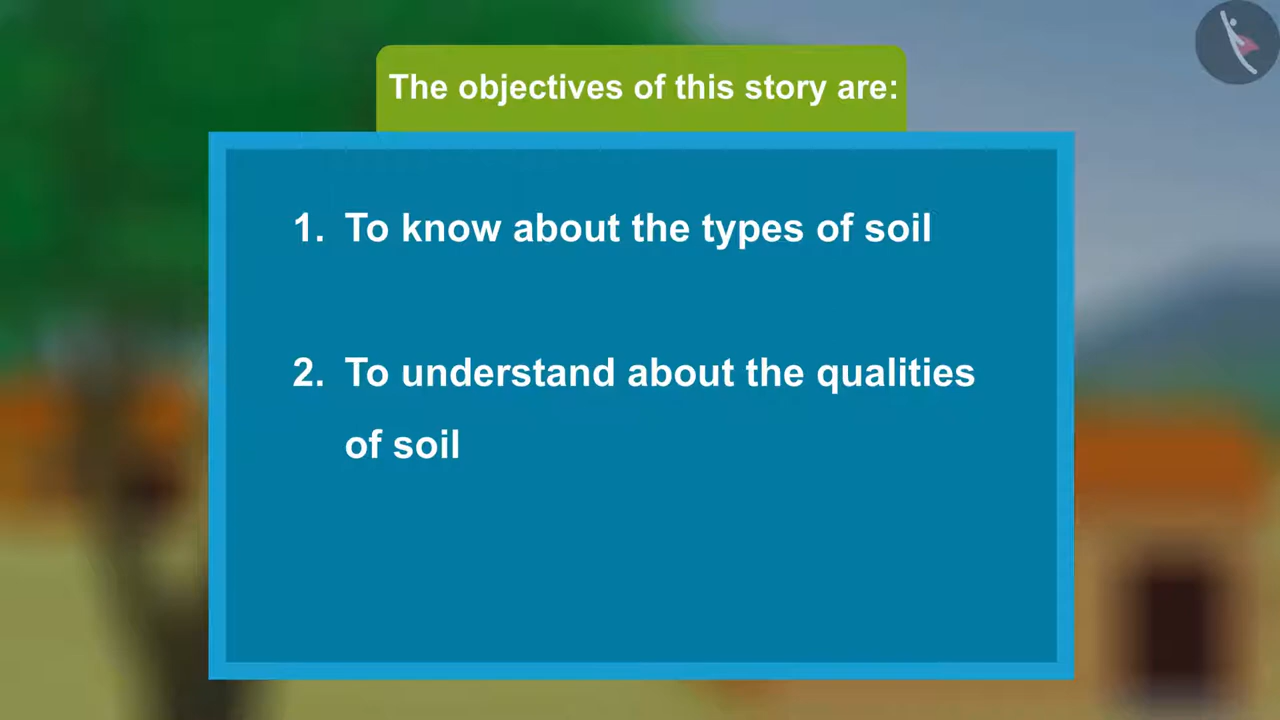 The objectives of this story are:
1. To know about the types of soil
2. To understand about the qualities
of soil